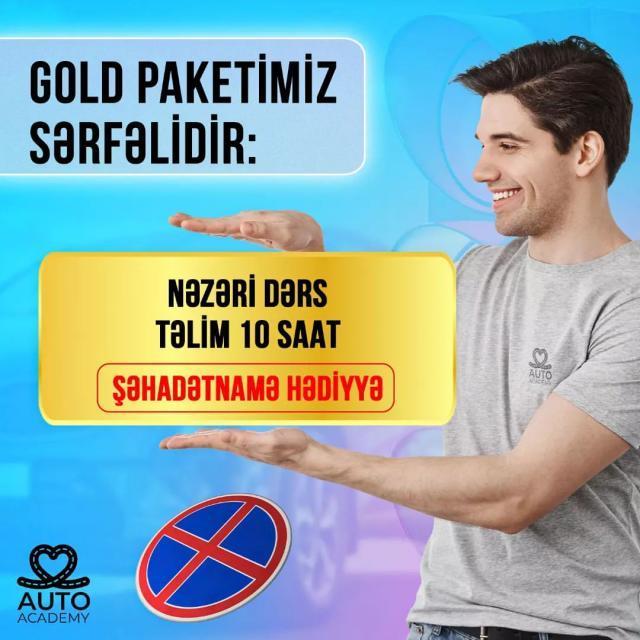 GOLD PAKETİMİZ
SƏRFƏLİDİR:
NƏZƏRİ DƏRS
TƏLİM 10 SAAT
ŞƏHADƏTNAMƏ HƏDİYYƏ
AUTO
ACADEMY
AUTO
ACADEMY